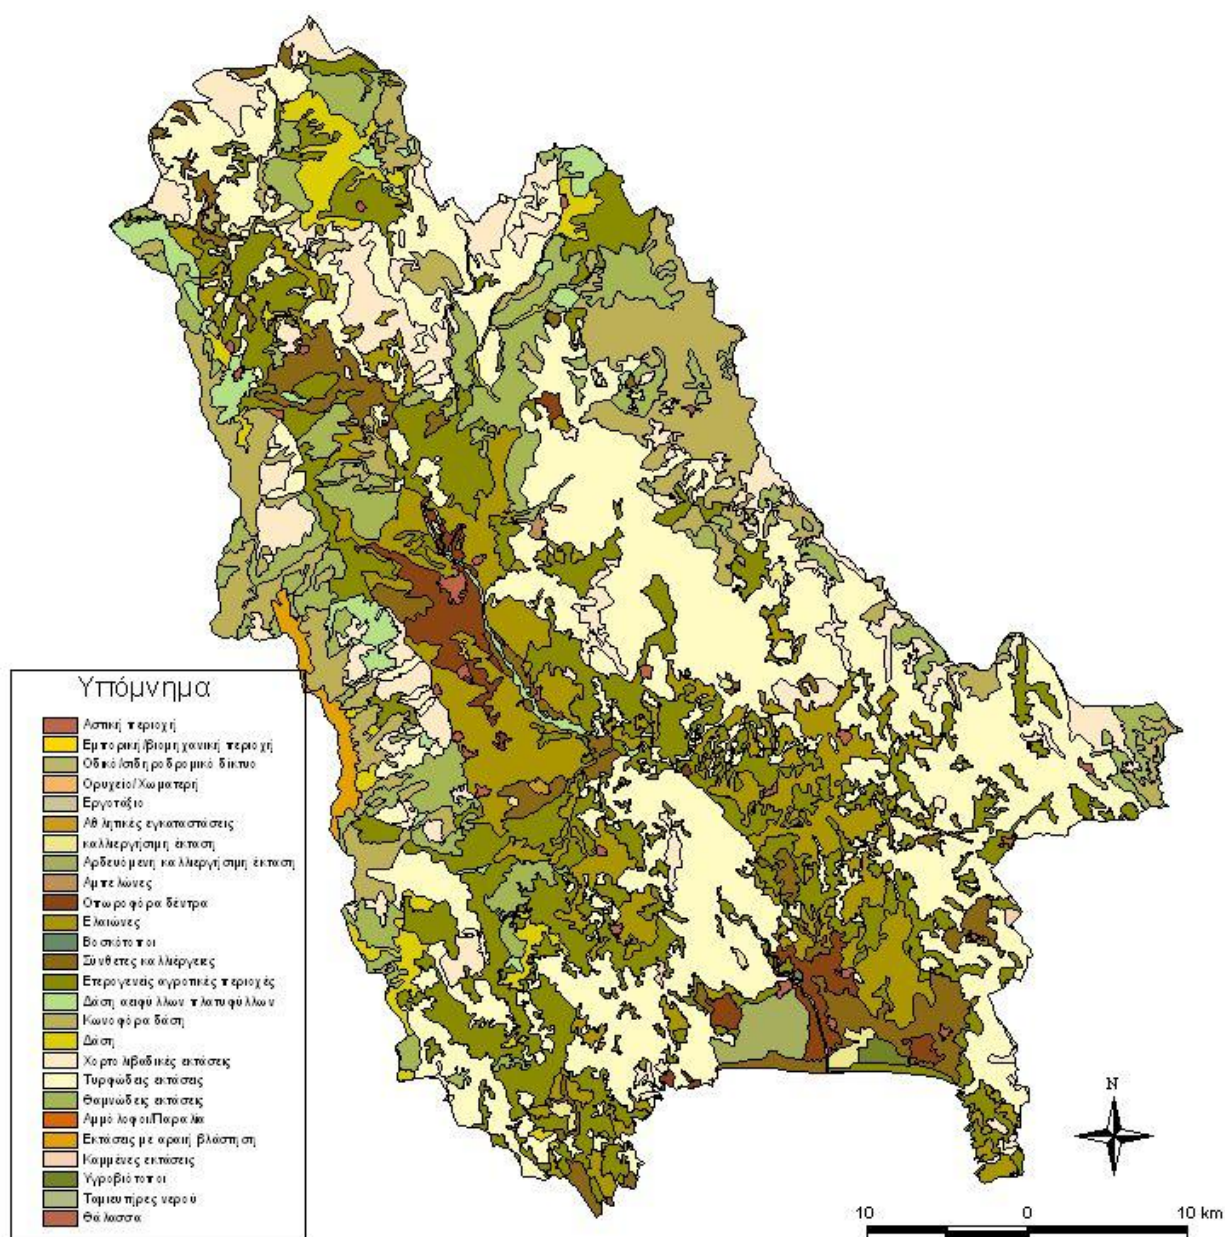 Υπόμνημα
Αστική περιοχή
Εμπορική/βιομηχανική περιοχή
Οδικό/σιδηροδρομικό δίκτυο
Ορυχείο/Χωματερή
Εργοτάξιο
Αθλητικές εγκαταστάσεις
καλλιεργήσιμη έκταση
Αρδευόμενη καλλιεργήσιμη έκταση
Αμπελώνες
Οπωροφόρα δέντρα
Ελαιώνες
Βοσκότοποι
Σύνθετες καλλιέργειες
Ετερογενείς αγροτικές περιοχές
Δάση αειφύλλων πλατυφύλλων
Κωνοφόρα δάση
Δάση
Χορτολιβαδικές εκτάσεις
Τυρφώδεις εκτάσεις
Θαμνώδεις εκτάσεις
Αμμόλοφοι/Παραλία
Εκτάσεις με αραιή βλάστηση
Καμμένες εκτάσεις
Υγροβιότοποι
Ταμιευτήρες νερού
Θάλασσα
N
10 0 10 km